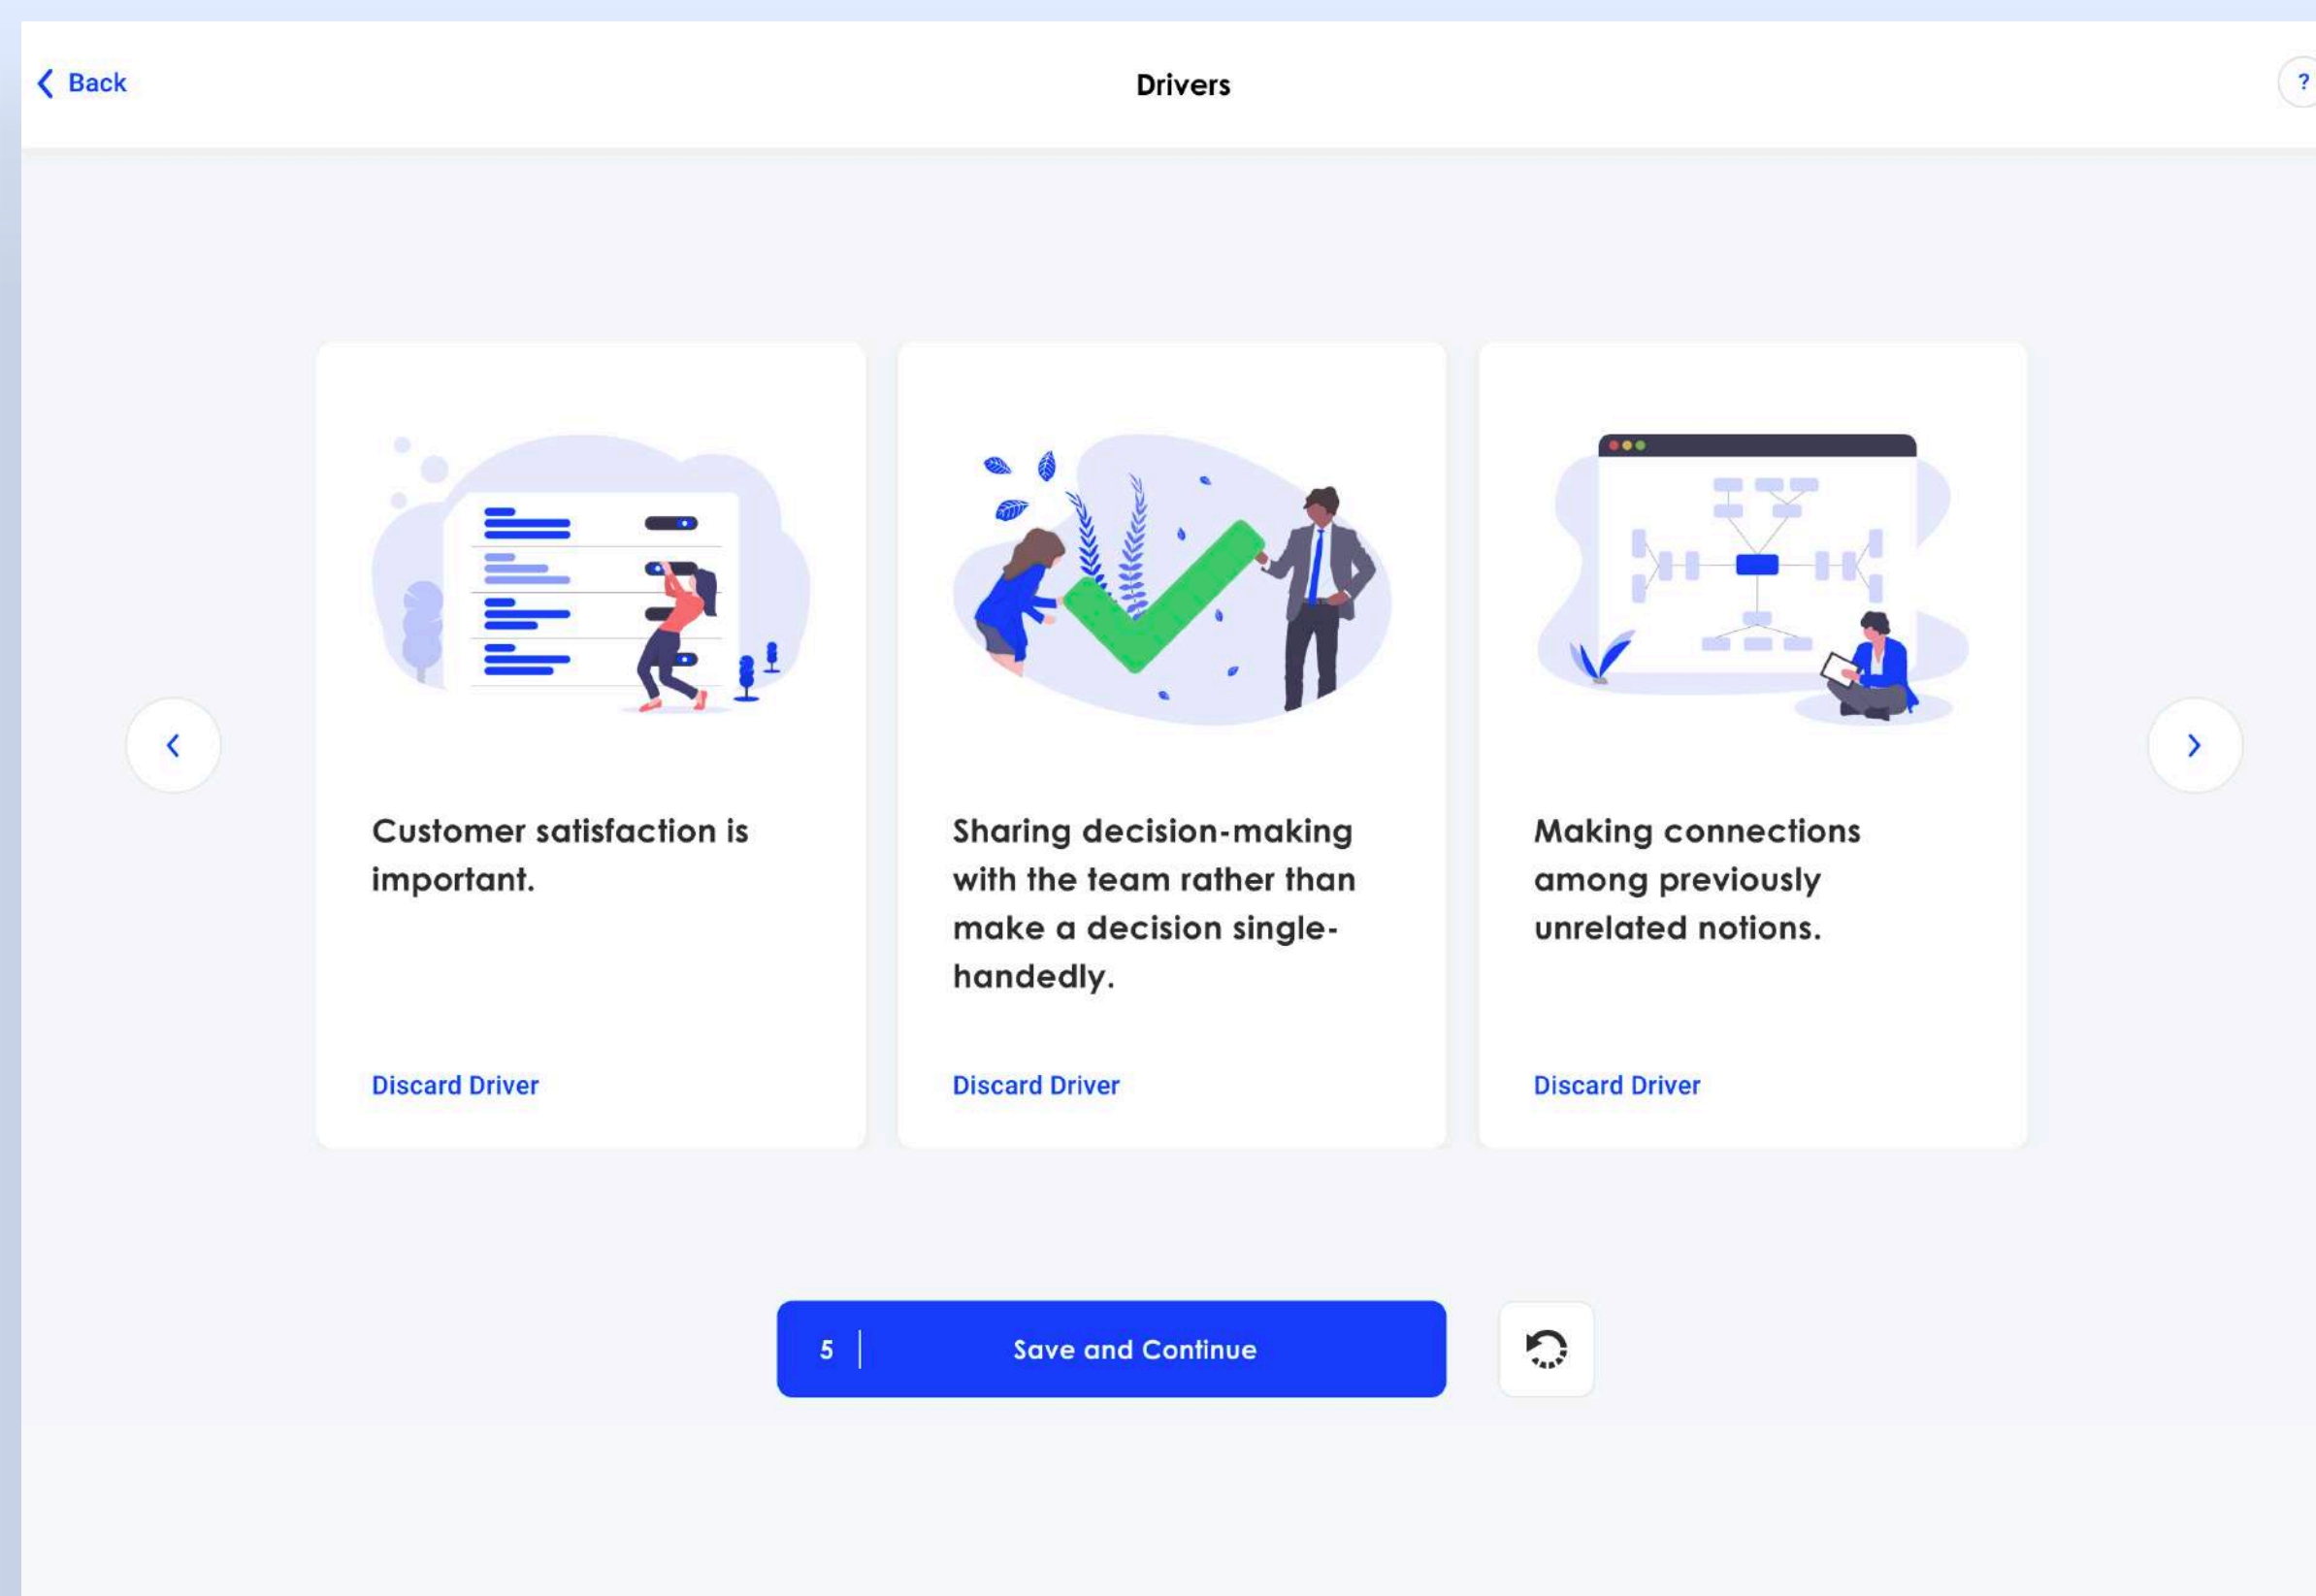 Back
Drivers
?
Customer satisfaction is
important.
Discard Driver
Sharing decision-making
with the team rather than
make a decision single-
handedly.
Discard Driver
Making connections
among previously
unrelated notions.
Discard Driver
5
Save and Continue